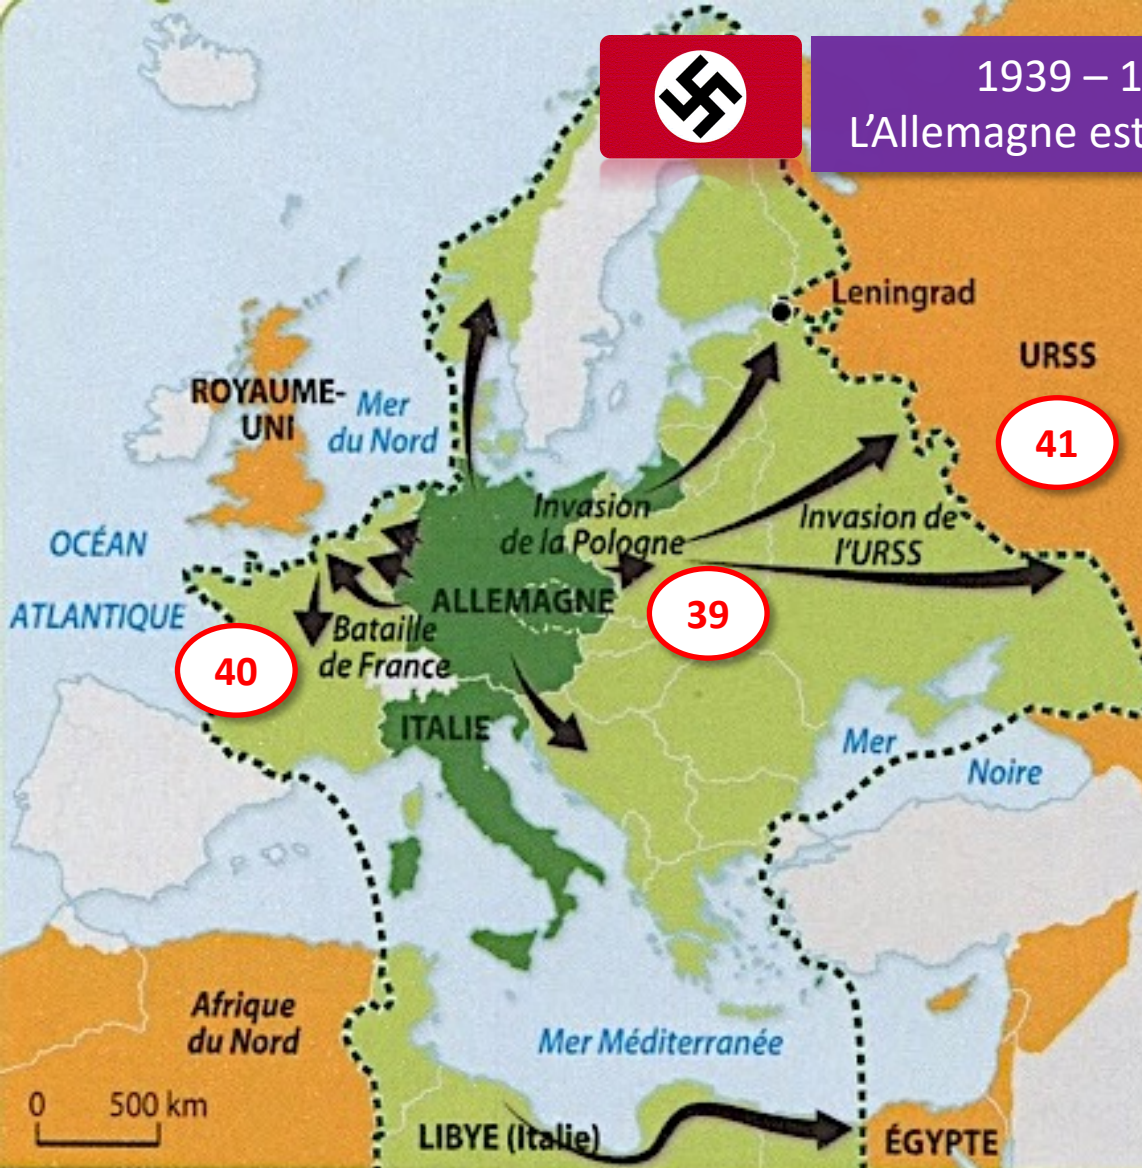 1939 – 1
L'Allemagne est
Leningrad
URSS
41
ROYAUME-
UNI
Mer
du Nord
OCÉAN
ATLANTIQUE
Invasion
de la Pologne
Invasion de
l'URSS
ALLEMAGNE
39
Bataille
de France
40
ITALIE
Mer
Noire
Afrique
du Nord
Mer Méditerranée
0 500 km
LIBYE (Italie)
ÉGYPTE